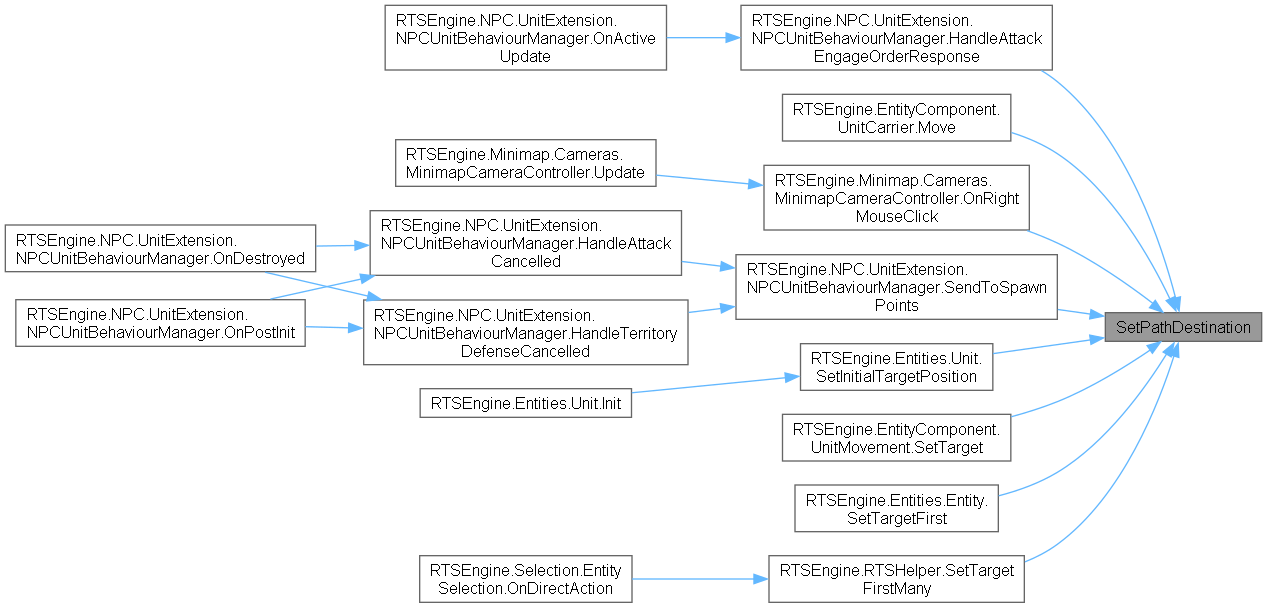 RTSEngine.NPC.UnitExtension.
NPCUnitBehaviourManager.OnActive
Update
RTSEngine.NPC.UnitExtension.
NPCUnitBehaviourManager.HandleAttack
EngageOrderResponse
RTSEngine.EntityComponent.
UnitCarrier.Move
RTSEngine.Minimap.Cameras.
MinimapCameraController.Update
RTSEngine.Minimap.Cameras.
MinimapCameraController.OnRight
MouseClick
RTSEngine.NPC.UnitExtension.
NPCUnitBehaviourManager.OnDestroyed
RTSEngine.NPC.UnitExtension.
NPCUnitBehaviourManager.HandleAttack
Cancelled
RTSEngine.NPC.UnitExtension.
NPCUnitBehaviourManager.SendToSpawn
Points
RTSEngine.NPC.UnitExtension.
NPCUnitBehaviourManager.OnPostInit
RTSEngine.NPC.UnitExtension.
NPCUnitBehaviourManager.HandleTerritory
DefenseCancelled
SetPathDestination
RTSEngine.Entities.Unit.
SetInitialTargetPosition
RTSEngine.Entities.Unit.Init
RTSEngine.EntityComponent.
UnitMovement.SetTarget
RTSEngine.Entities.Entity.
SetTargetFirst
RTSEngine.Selection.Entity
Selection.OnDirectAction
RTSEngine.RTSHelper.SetTarget
FirstMany